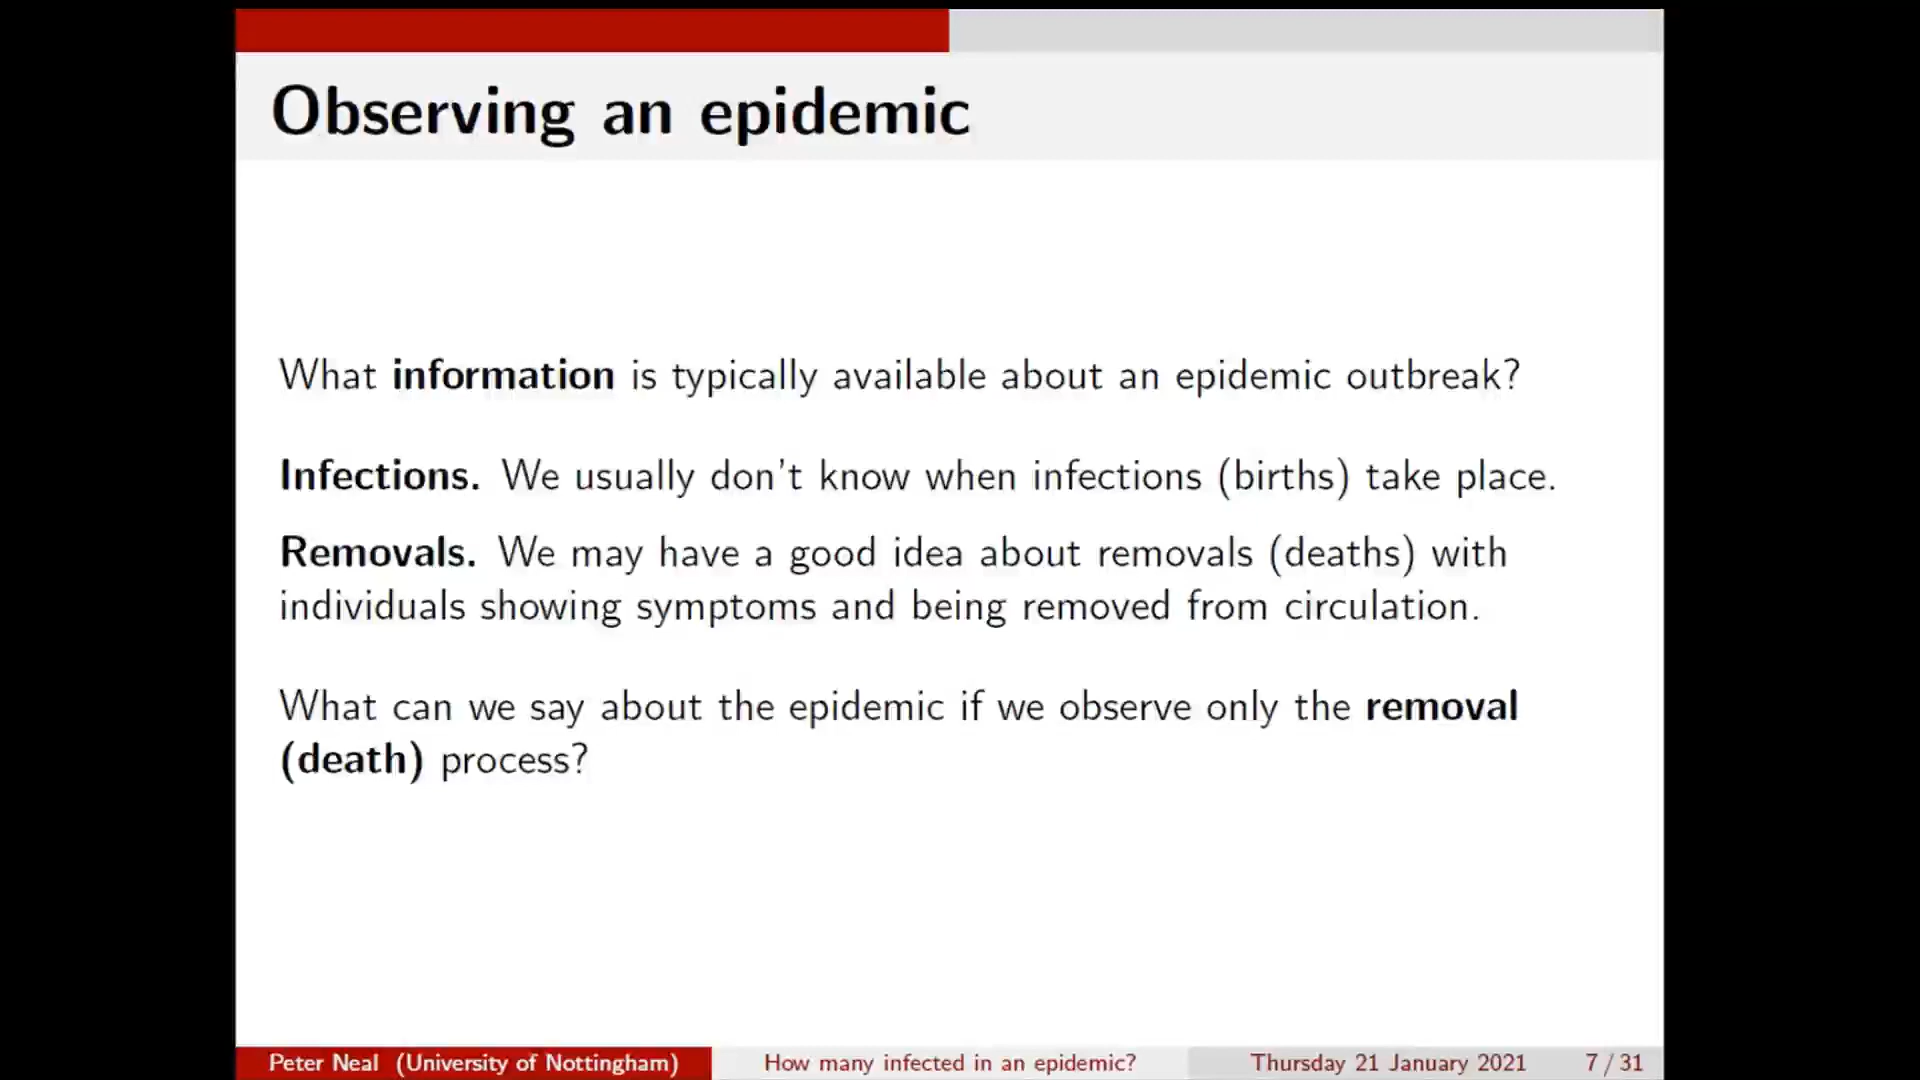 Observing an epidemic
What information is typically available about an epidemic outbreak?
Infections. We usually don't know when infections (births) take place.
Removals. We may have a good idea about removals (deaths) with
individuals showing symptoms and being removed from circulation.
What can we say about the epidemic if we observe only the removal
(death) process?
Peter Neal (University of Nottingham) How many infected in an epidemic? Thursday 21 January 2021 7 / 31